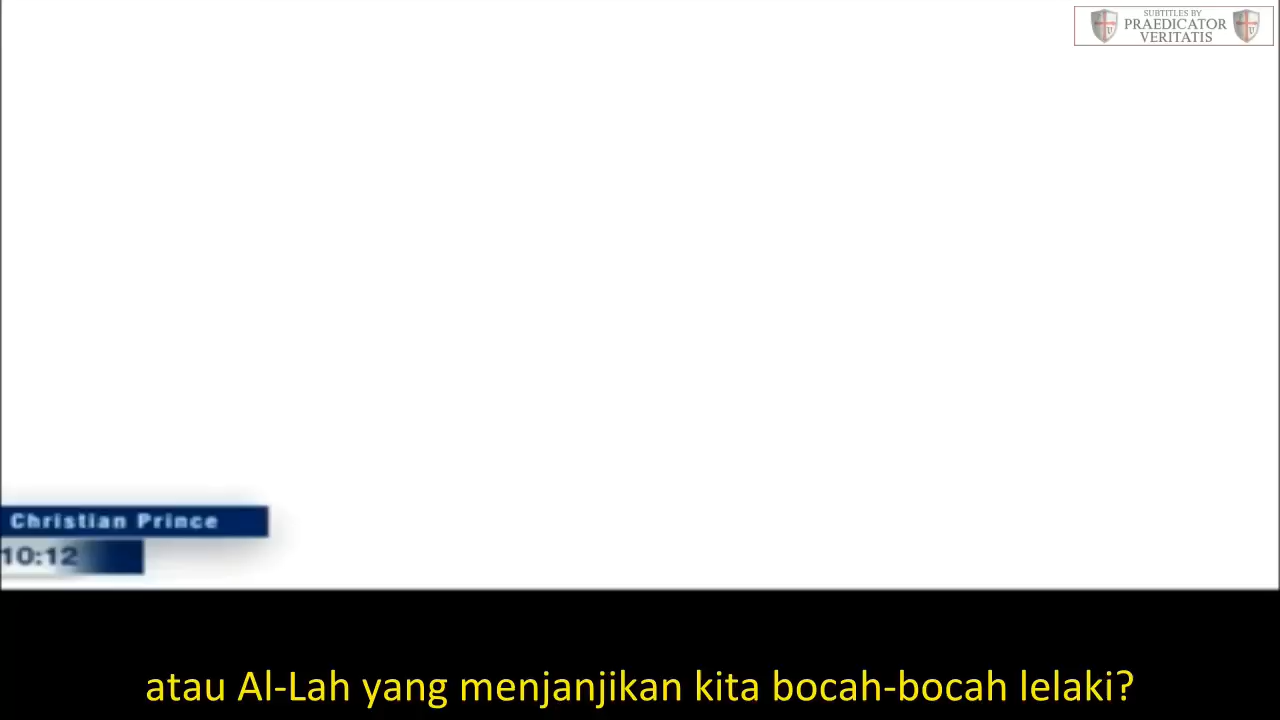 SUBTITLES BY
PRAEDICATOR
VERITATIS
Christian Prince
10:12
atau Al-Lah yang menjanjikan kita bocah-bocah lelaki?